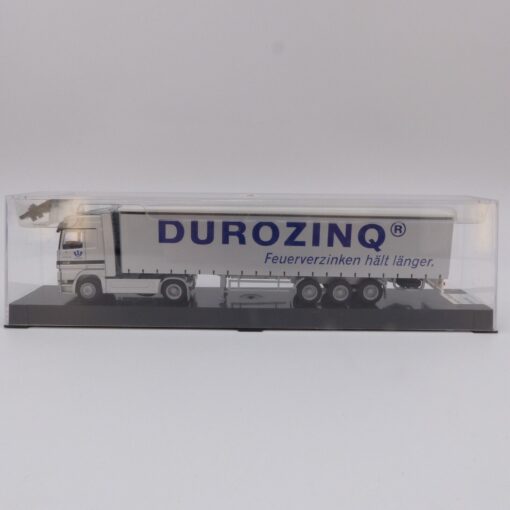 DUROZINQ®
Feuerverzinken hält länger.